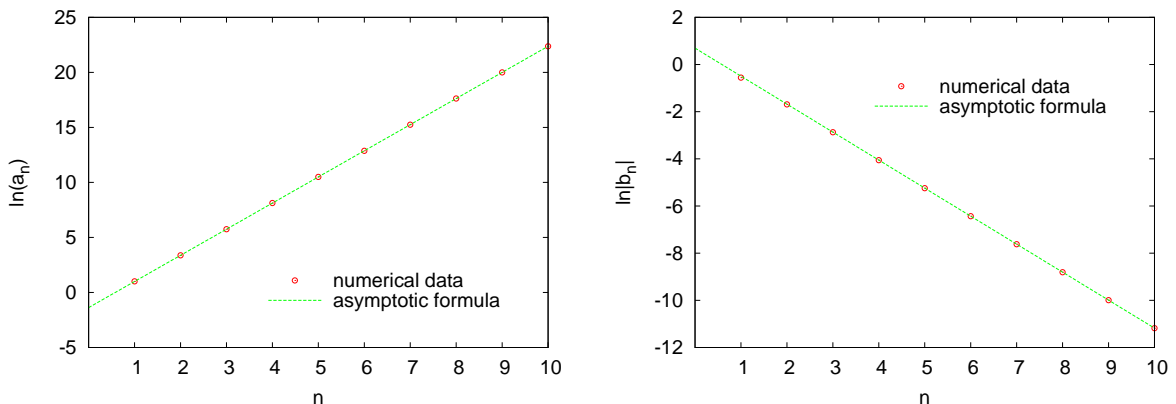 25
20
15
10
5
0
-5
ln(a_n)
numerical data
asymptotic formula
1 2 3 4 5 6 7 8 9 10
n
2
0
-2
-4
-6
-8
-10
-12
ln|b_n|
numerical data
asymptotic formula
1 2 3 4 5 6 7 8 9 10
n